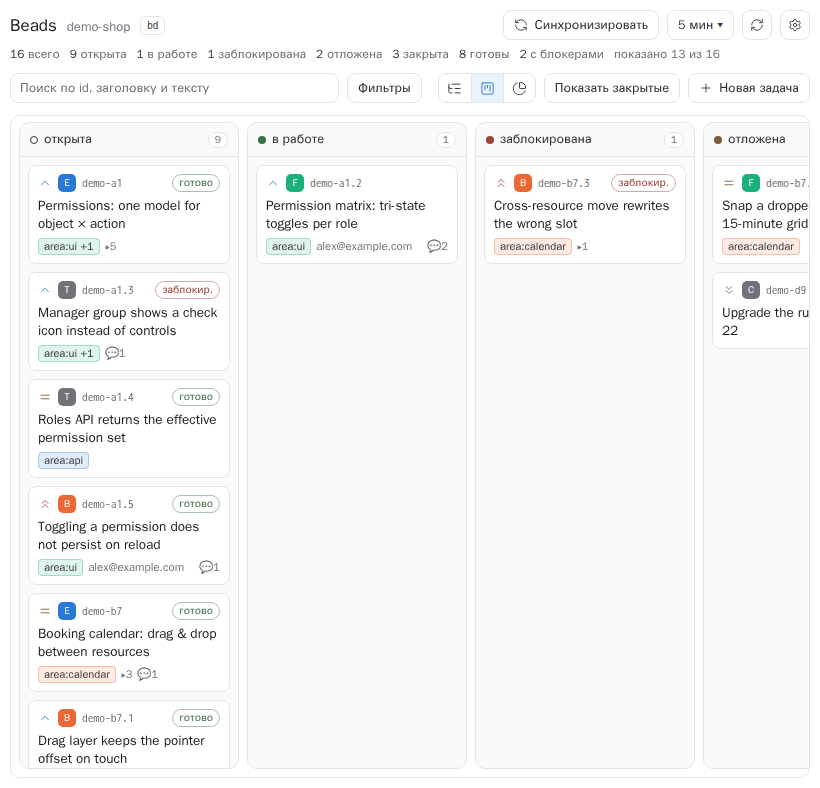 Beads demo-shop bd Синхронизировать 5 мин
16 всего 9 открыта 1 в работе 1 заблокирована 2 отложена 3 закрыта 8 готовы 2 с блокерами показано 13 из 16
Поиск по id, заголовку и тексту Фильтры Показать закрытые Новая задача
открыта 9
E demo-a1 готово
Permissions: one model for
object × action
area:ui +1 ▸5
T demo-a1.3 заблокир.
Manager group shows a check
icon instead of controls
area:ui +1 💬1
T demo-a1.4 готово
Roles API returns the effective
permission set
area:api
B demo-a1.5 готово
Toggling a permission does
not persist on reload
area:ui alex@example.com 💬1
E demo-b7 готово
Booking calendar: drag & drop
between resources
area:calendar ▸3 💬1
B demo-b7.1 готово
Drag layer keeps the pointer
offset on touch
в работе 1
F demo-a1.2
Permission matrix: tri-state
toggles per role
area:ui alex@example.com 💬2
заблокирована 1
B demo-b7.3 заблокир.
Cross-resource move rewrites
the wrong slot
area:calendar ▸1
отложена
F demo-b7.
Snap a droppe
15-minute grid
area:calendar
C demo-d9
Upgrade the ru
22